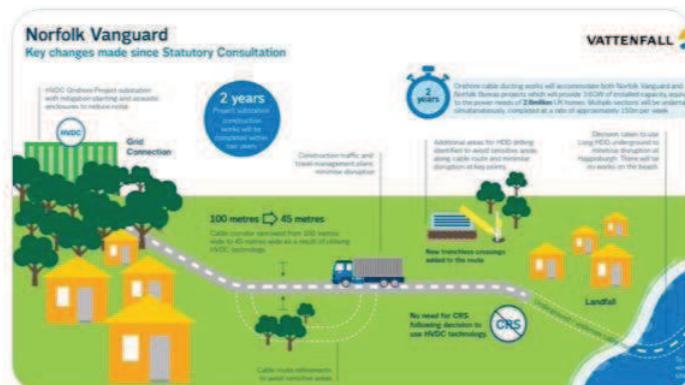 Norfolk Vanguard
Key changes made since Statutory Consultation
VATTENFALL
HVDC Onshore Project substation
with mitigation planting and acoustic
enclosures to reduce noise
HVDC
Grid
Connection
2 years
Project substation
construction
works will be
completed within
two years
2
years
Onshore cable ducting works will accommodate both Norfolk Vanguard and
Norfolk Boreas projects which will provide 3.6GW of installed capacity,
to the power needs of 2.6million UK homes. Multiple sections will be
simultaneously, completed at a rate of approximately 150m per week
Construction traffic and
travel management plans
minimise disruption
Additional areas for HDD drilling
identified to avoid sensitive areas
along cable route and minimise
disruption at key points
Decision taken to use
Long HDD underground to
minimise disruption at
Happisburgh. There will be
no works on the beach
100 metres 45 metres
Cable corridor narrowed from 100 metres
wide to 45 metres wide as a result of utilising
HVDC technology
New trenchless crossings
added to the route
Landfall
No need for CRS
following decision to
use HVDC technology.
CRS
Cable route refinements
to avoid sensitive areas
To